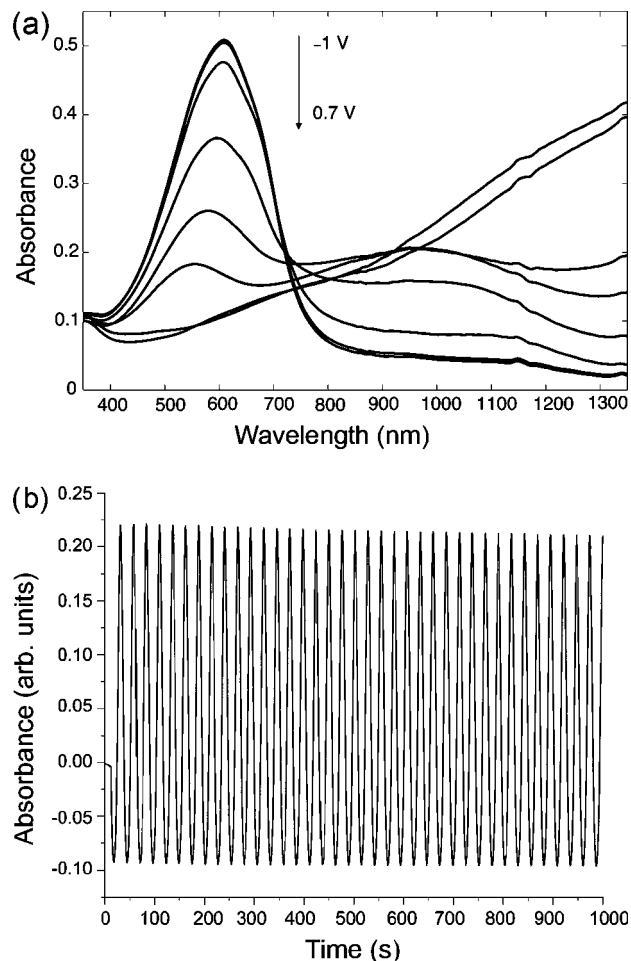 (a)
0.5
0.4
0.3
0.2
0.1
0
Absorbance
–1 V
0.7 V
400 500 600 700 800 900 1000 1100 1200 1300
Wavelength (nm)
(b)
0.25
0.20
0.15
0.10
0.05
0.00
-0.05
-0.10
Absorbance (arb. units)
0 100 200 300 400 500 600 700 800 900 1000
Time (s)